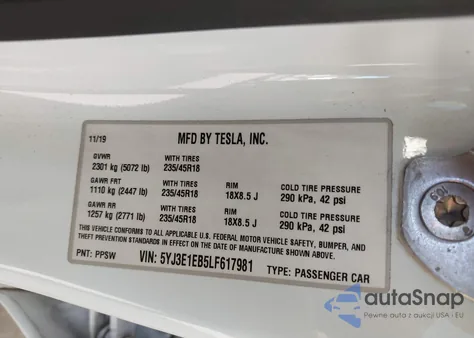 11/19 MFD BY TESLA, INC.
GVWR WITH TIRES
2301 kg (5072 lb) 235/45R18
GAWR FRT WITH TIRES RIM COLD TIRE PRESSURE
1110 kg (2447 lb) 235/45R18 18X8.5 J 290 kPa, 42 psi
GAWR RR WITH TIRES RIM COLD TIRE PRESSURE
1257 kg (2771 lb) 235/45R18 18X8.5 J 290 kPa, 42 psi
THIS VEHICLE CONFORMS TO ALL APPLICABLE U.S. FEDERAL MOTOR VEHICLE SAFETY, BUMPER, AND
THEFT PREVENTION STANDARDS IN EFFECT ON THE DATE OF MANUFACTURE SHOWN ABOVE.
PNT: PPSW VIN: 5YJ3E1EB5LF617981 TYPE: PASSENGER CAR
autoSnap
Pewne auta z aukcji USA i EU